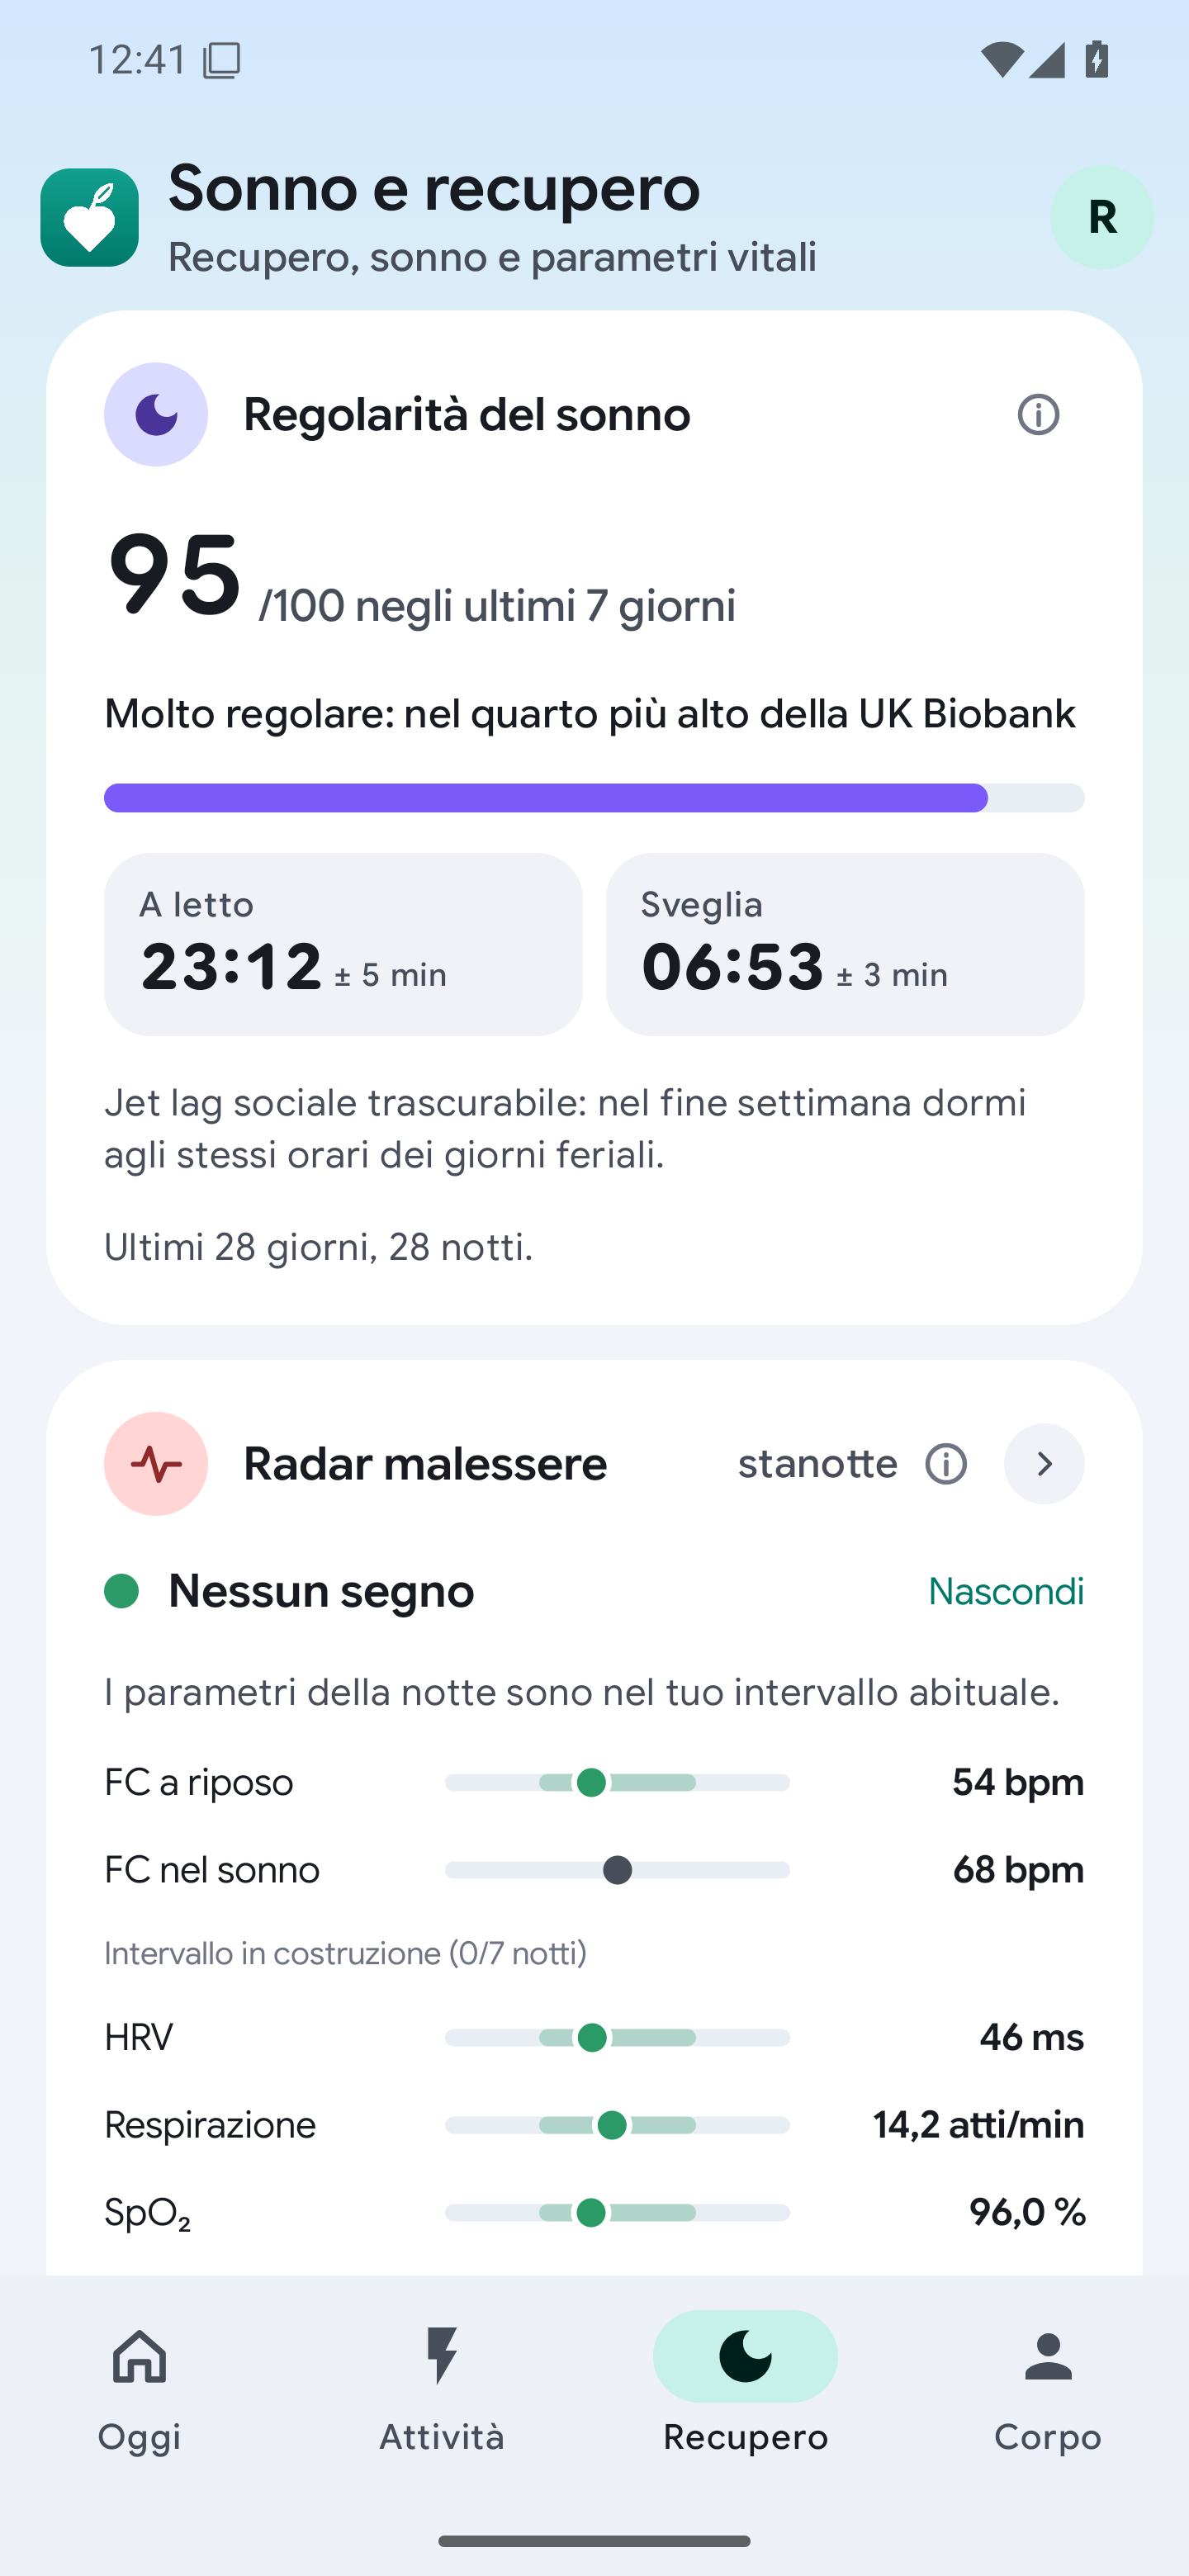 12:41
Sonno e recupero
Recupero, sonno e parametri vitali
R
Regolarità del sonno
95 /100 negli ultimi 7 giorni
Molto regolare: nel quarto più alto della UK Biobank
A letto
23:12 ± 5 min
Sveglia
06:53 ± 3 min
Jet lag sociale trascurabile: nel fine settimana dormi
agli stessi orari dei giorni feriali.
Ultimi 28 giorni, 28 notti.
Radar malessere
stanotte
Nessun segno
Nascondi
I parametri della notte sono nel tuo intervallo abituale.
FC a riposo
54 bpm
FC nel sonno
68 bpm
Intervallo in costruzione (0/7 notti)
HRV
46 ms
Respirazione
14,2 atti/min
SpO₂
96,0 %
Oggi
Attività
Recupero
Corpo